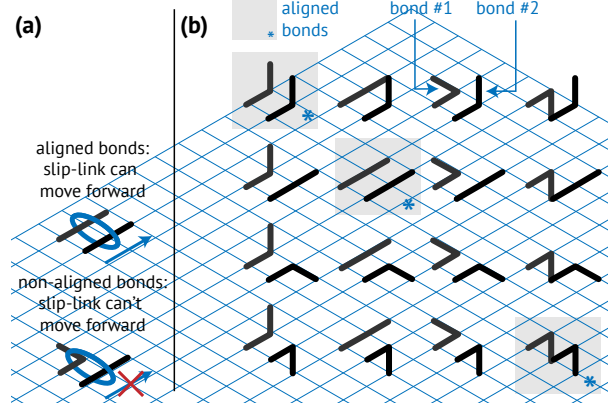 (a)
(b)
* aligned bonds
bond #1
bond #2
*
aligned bonds:
slip-link can
move forward
*
non-aligned bonds:
slip-link can't
move forward
*